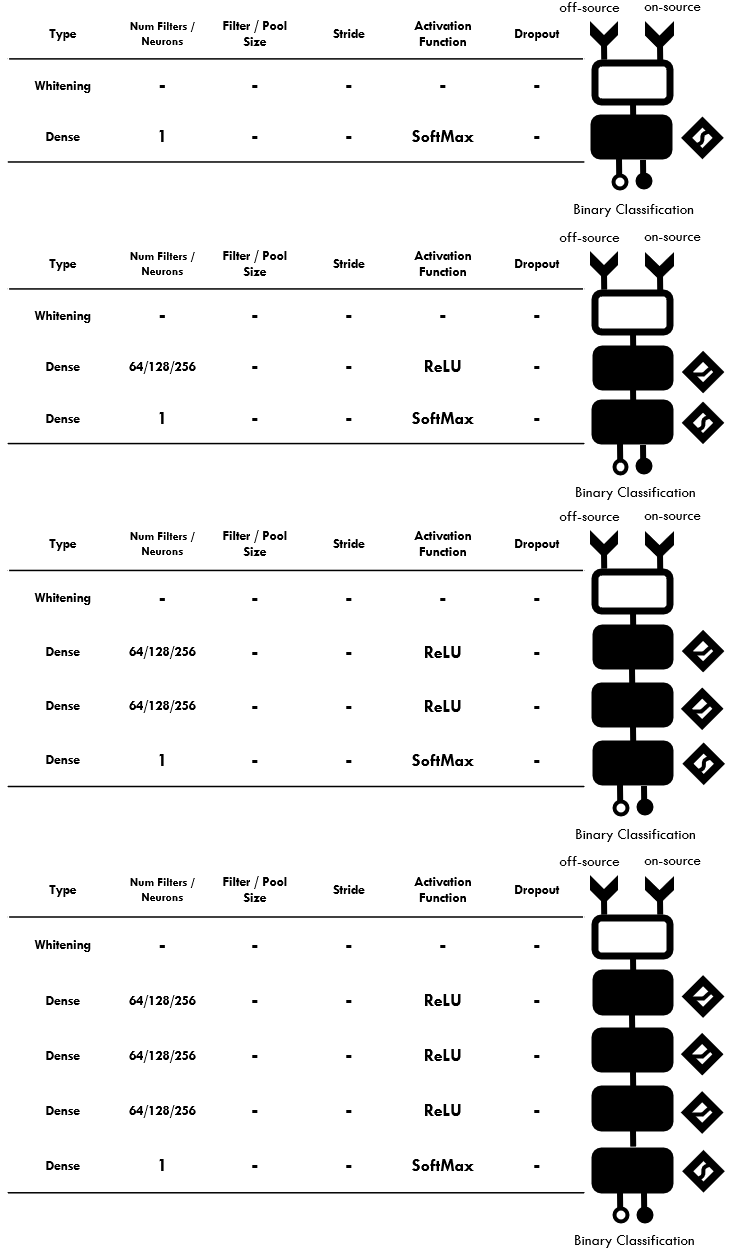 off-source on-source
Type Num Filters / Neurons Filter / Pool Size Stride Activation Function Dropout
Whitening - - - - -
Dense 1 - - SoftMax -
Binary Classification
off-source on-source
Type Num Filters / Neurons Filter / Pool Size Stride Activation Function Dropout
Whitening - - - - -
Dense 64/128/256 - - ReLU -
Dense 1 - - SoftMax -
Binary Classification
off-source on-source
Type Num Filters / Neurons Filter / Pool Size Stride Activation Function Dropout
Whitening - - - - -
Dense 64/128/256 - - ReLU -
Dense 64/128/256 - - ReLU -
Dense 1 - - SoftMax -
Binary Classification
off-source on-source
Type Num Filters / Neurons Filter / Pool Size Stride Activation Function Dropout
Whitening - - - - -
Dense 64/128/256 - - ReLU -
Dense 64/128/256 - - ReLU -
Dense 64/128/256 - - ReLU -
Dense 1 - - SoftMax -
Binary Classification